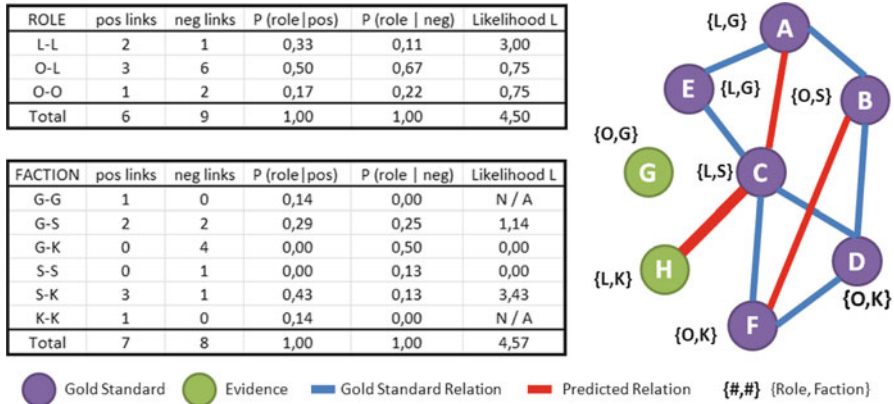 ROLE pos links neg links P (role|pos) P (role | neg) Likelihood L
L-L 2 1 0,33 0,11 3,00
O-L 3 6 0,50 0,67 0,75
O-O 1 2 0,17 0,22 0,75
Total 6 9 1,00 1,00 4,50
FACTION pos links neg links P (role|pos) P (role | neg) Likelihood L
G-G 1 0 0,14 0,00 N / A
G-S 2 2 0,29 0,25 1,14
G-K 0 4 0,00 0,50 0,00
S-S 0 1 0,00 0,13 0,00
S-K 3 1 0,43 0,13 3,43
K-K 1 0 0,14 0,00 N / A
Total 7 8 1,00 1,00 4,57
{L,G} A
E {L,G} {O,S} B
{O,G}
G {L,S} C
H D
{L,K} {O,K}
{O,K} F
Gold Standard Evidence Gold Standard Relation Predicted Relation {#,#} {Role, Faction}